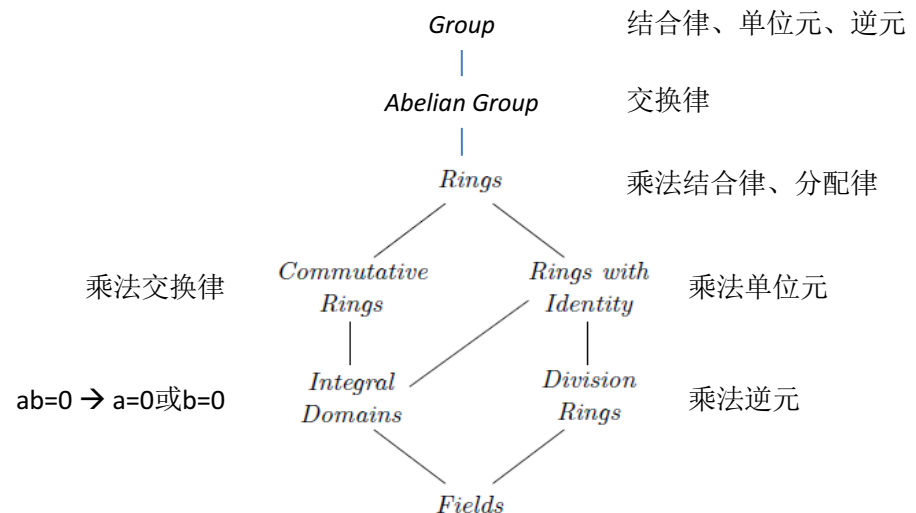 Group 结合律、单位元、逆元
Abelian Group 交换律
Rings 乘法结合律、分配律
乘法交换律 Commutative Rings Rings with Identity 乘法单位元
ab=0 → a=0或b=0 Integral Domains Division Rings 乘法逆元
Fields